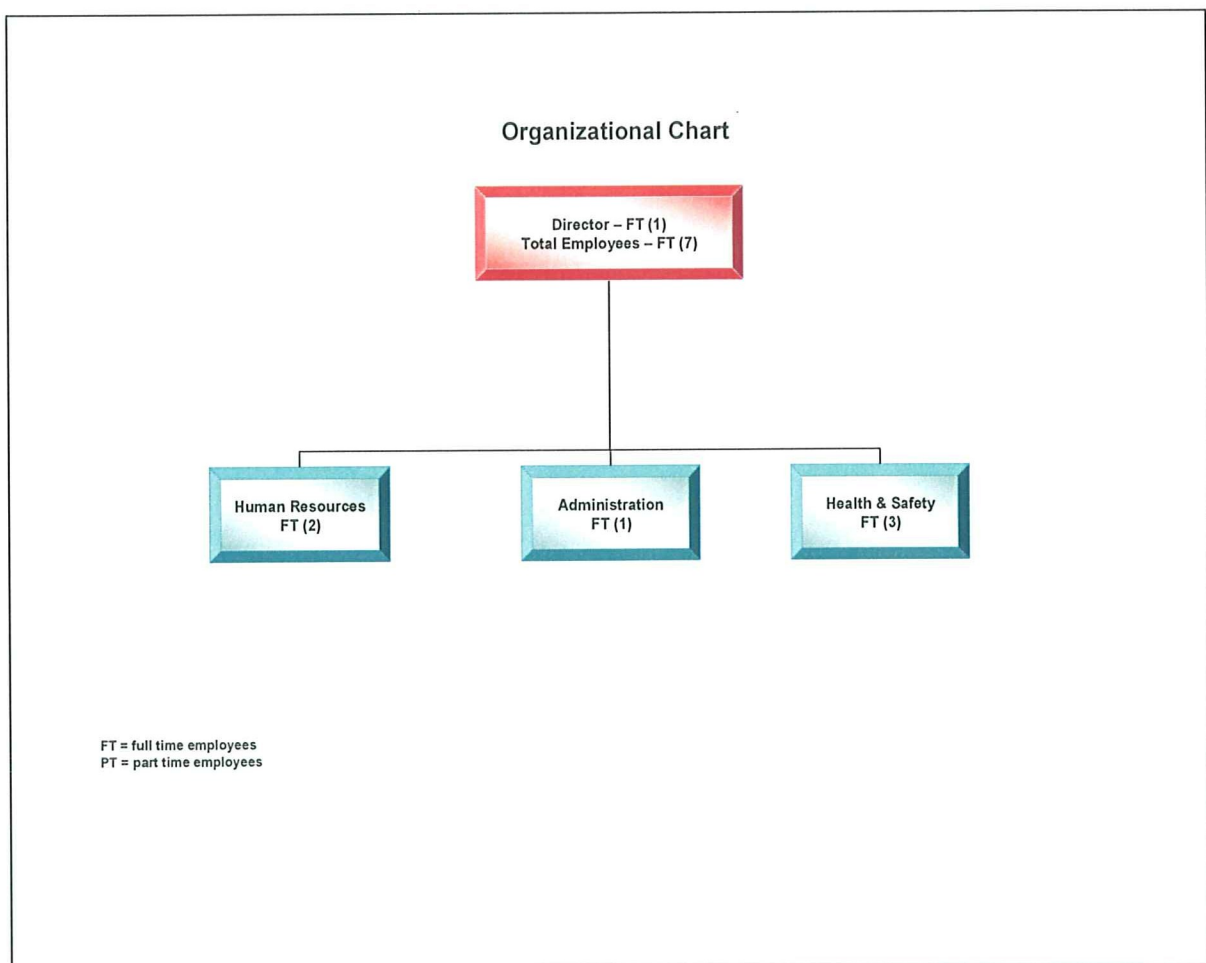 Organizational Chart
Director – FT (1)
Total Employees – FT (7)
Human Resources
FT (2)
Administration
FT (1)
Health & Safety
FT (3)
FT = full time employees
PT = part time employees